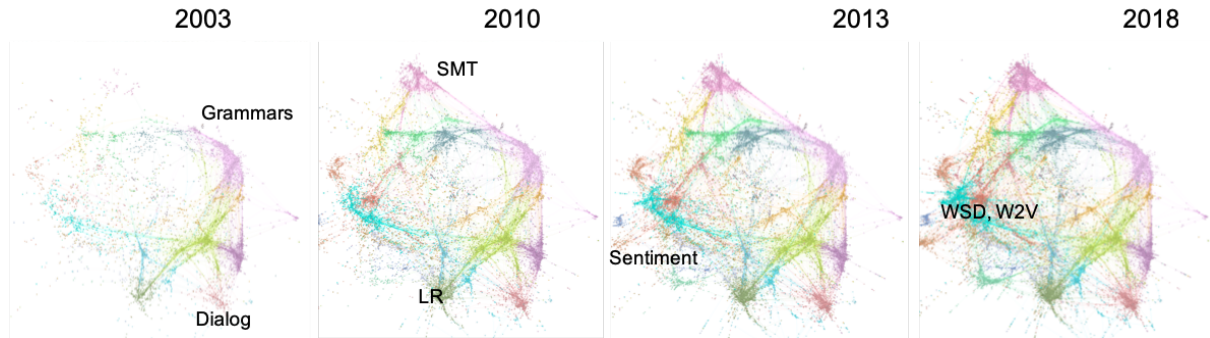 2003
2010
2013
2018
Grammars
Dialog
SMT
LR
Sentiment
WSD, W2V